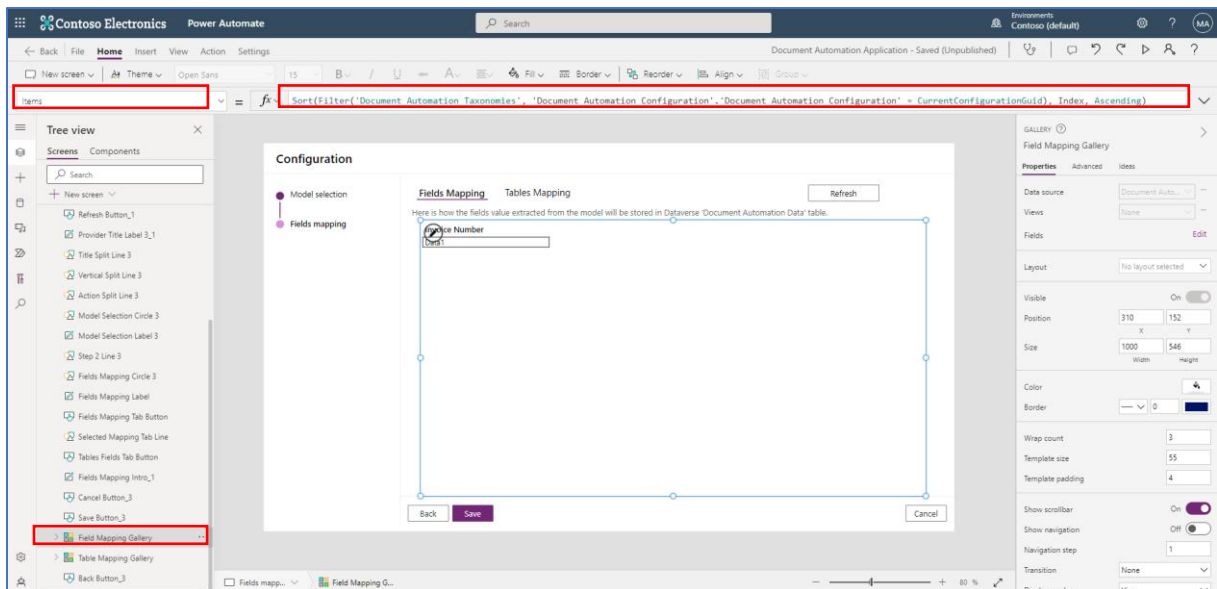 Contoso Electronics Power Automate Search Environments
Contoso (default) ? MA
Back File Home Insert View Action Settings Document Automation Application - Saved (Unpublished) ?
New screen Theme Open Sans 15 B / U A Fill Border Reorder Align Group
Items = fx Sort(Filter('Document Automation Taxonomies', 'Document Automation Configuration'.'Document Automation Configuration' = CurrentConfigurationGuid), Index, Ascending)
Tree view
Screens Components
Search
New screen
Refresh Button_1
Provider Title Label 3_1
Title Split Line 3
Vertical Split Line 3
Action Split Line 3
Model Selection Circle 3
Model Selection Label 3
Step 2 Line 3
Fields Mapping Circle 3
Fields Mapping Label
Fields Mapping Tab Button
Selected Mapping Tab Line
Tables Fields Tab Button
Fields Mapping Intro_1
Cancel Button_3
Save Button_3
Field Mapping Gallery
Table Mapping Gallery
Back Button_3
Configuration
Model selection
Fields mapping
Fields Mapping Tables Mapping Refresh
Here is how the fields value extracted from the model will be stored in Dataverse 'Document Automation Data' table.
Invoice Number
Data1
Back Save Cancel
Fields mapp... Field Mapping G... 80 %
GALLERY
Field Mapping Gallery
Properties Advanced Ideas
Data source Document Auto...
Views None
Fields Edit
Layout No layout selected
Visible On
Position 310 152
X Y
Size 1000 546
Width Height
Color
Border 0
Wrap count 3
Template size 55
Template padding 4
Show scrollbar On
Show navigation Off
Navigation step 1
Transition None